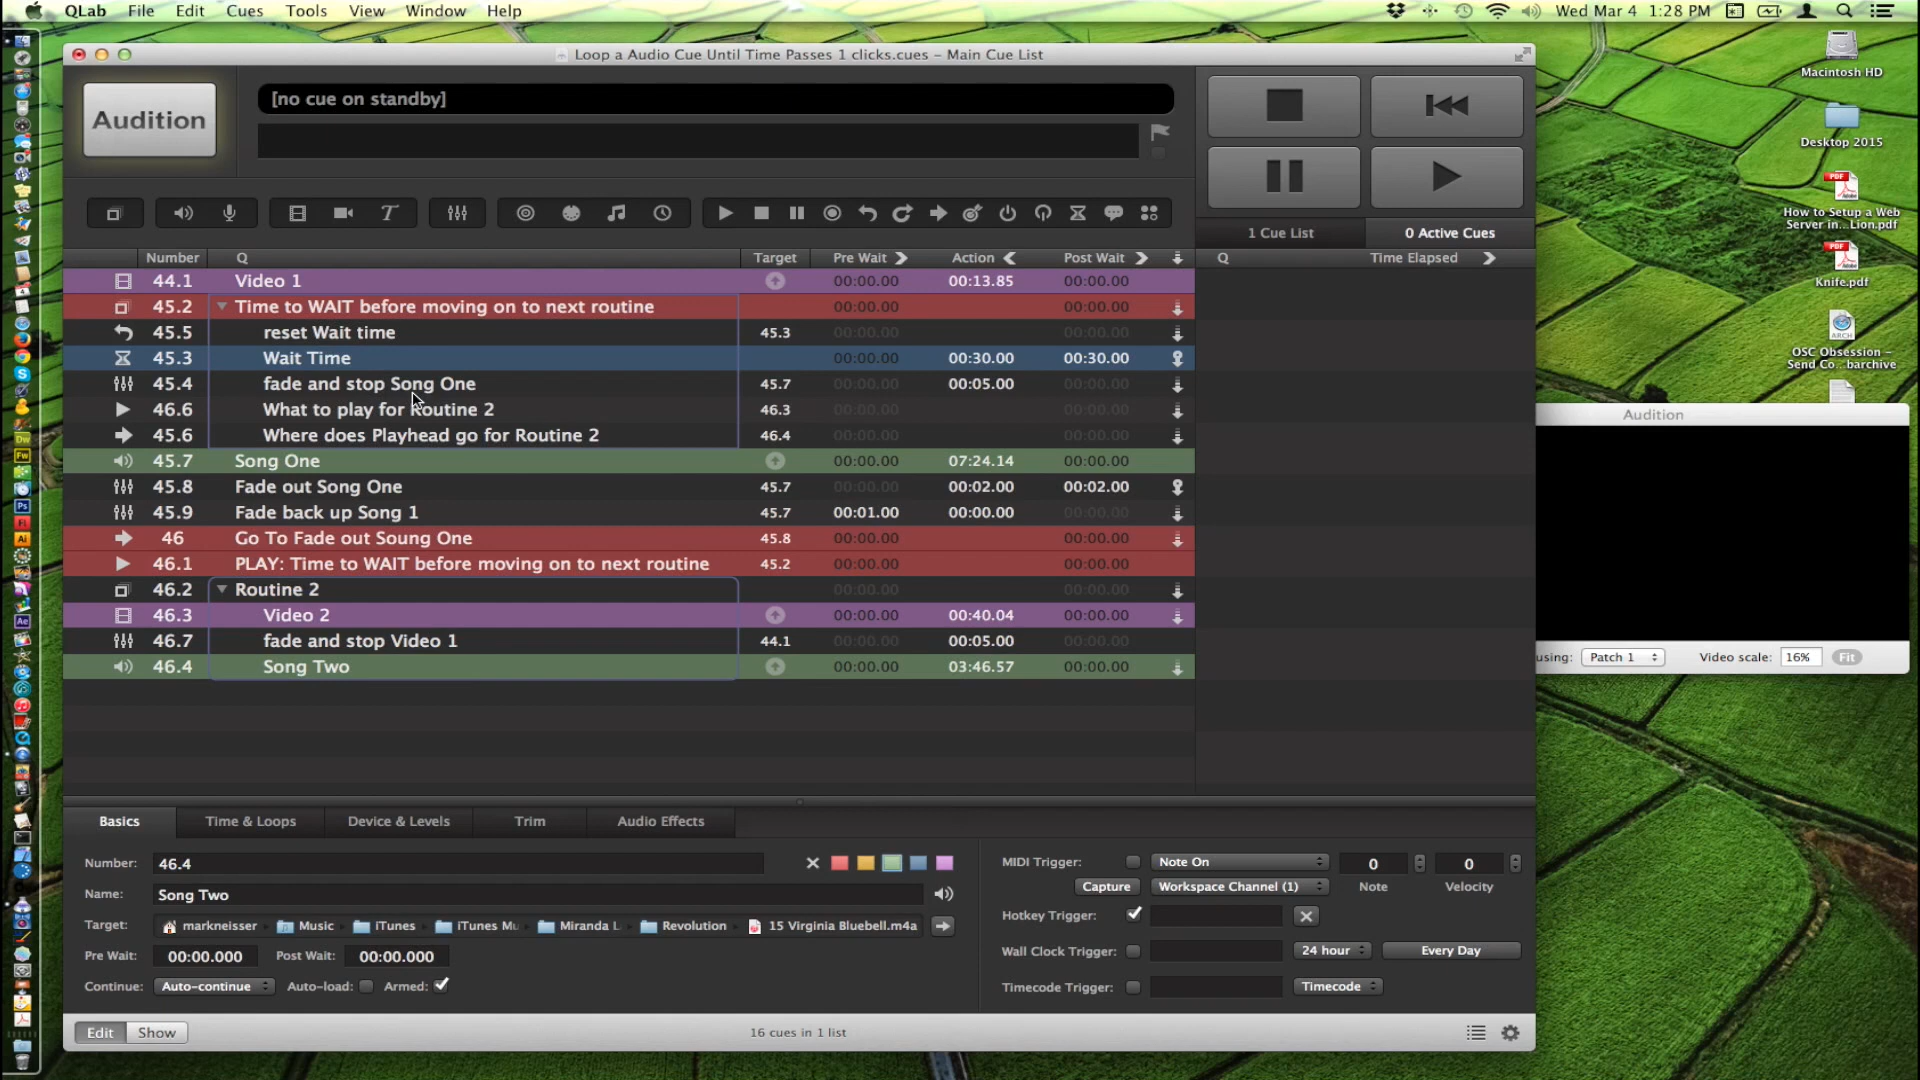 QLab File Edit Cues Tools View Window Help
Wed Mar 4 1:28 PM
Loop a Audio Cue Until Time Passes 1 clicks.cues – Main Cue List
Audition
[no cue on standby]
1 Cue List
0 Active Cues
Number Q Target Pre Wait Action Post Wait
Q Time Elapsed
44.1 Video 1 00:00.00 00:13.85 00:00.00
45.2 Time to WAIT before moving on to next routine 00:00.00 00:00.00
45.5 reset Wait time 45.3 00:00.00 00:00.00
45.3 Wait Time 00:00.00 00:30.00 00:30.00
45.4 fade and stop Song One 45.7 00:00.00 00:05.00 00:00.00
46.6 What to play for Routine 2 46.3 00:00.00 00:00.00
45.6 Where does Playhead go for Routine 2 46.4 00:00.00 00:00.00
45.7 Song One 00:00.00 07:24.14 00:00.00
45.8 Fade out Song One 45.7 00:00.00 00:02.00 00:02.00
45.9 Fade back up Song 1 45.7 00:01.00 00:00.00 00:00.00
46 Go To Fade out Soung One 45.8 00:00.00 00:00.00
46.1 PLAY: Time to WAIT before moving on to next routine 45.2 00:00.00 00:00.00
46.2 Routine 2 00:00.00 00:00.00
46.3 Video 2 00:00.00 00:40.04 00:00.00
46.7 fade and stop Video 1 44.1 00:00.00 00:05.00 00:00.00
46.4 Song Two 00:00.00 03:46.57 00:00.00
Basics Time & Loops Device & Levels Trim Audio Effects
Number: 46.4
Name: Song Two
Target: markneisser Music iTunes iTunes Mu Miranda L Revolution 15 Virginia Bluebell.m4a
Pre Wait: 00:00.000 Post Wait: 00:00.000
Continue: Auto-continue Auto-load: Armed:
MIDI Trigger: Note On 0 0
Capture Workspace Channel (1) Note Velocity
Hotkey Trigger:
Wall Clock Trigger: 24 hour Every Day
Timecode Trigger: Timecode
Edit Show
16 cues in 1 list
Macintosh HD
Desktop 2015
PDF
How to Setup a Web
Server in...Lion.pdf
PDF
Knife.pdf
ARCH
OSC Obsession –
Send Co...barchive
Audition
using: Patch 1 Video scale: 16% Fit